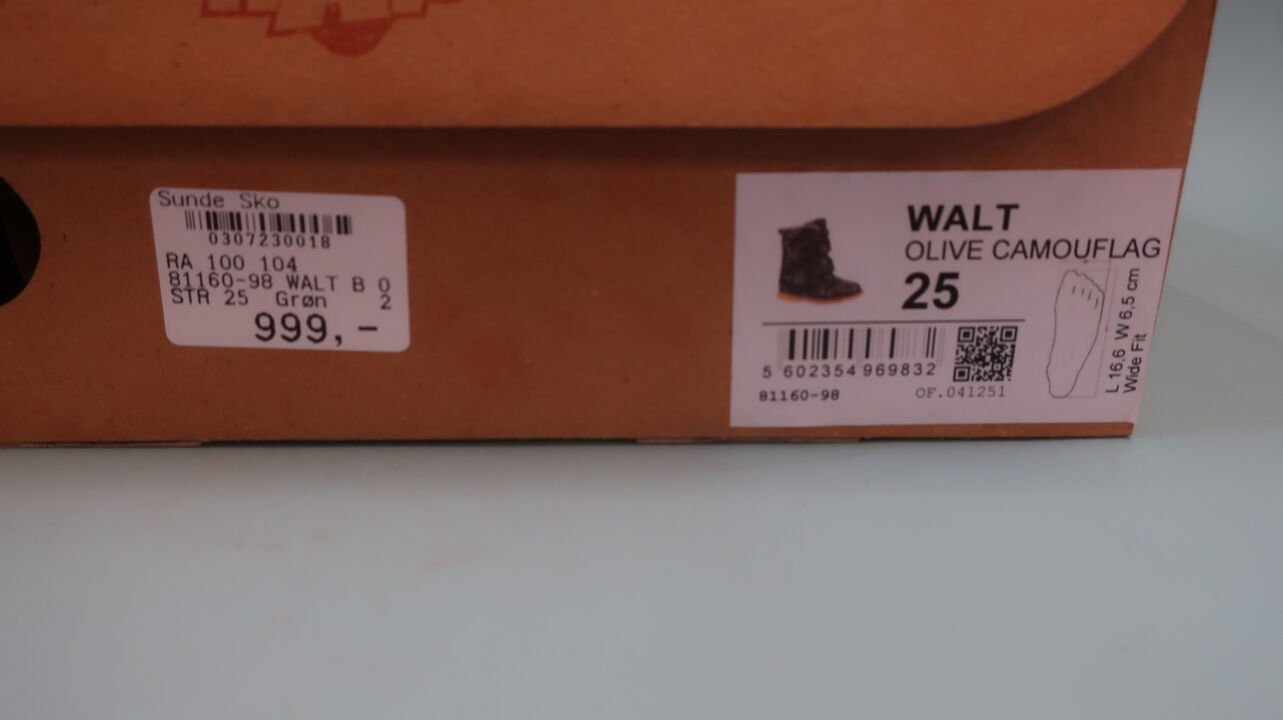 Sunde Sko
0307230018
RA 100 104
81160-98 WALT B 0
STR 25 Grøn 2
999,-
WALT
OLIVE CAMOUFLAG
25
5 602354 969832
81160-98 OF.041251
L 16,6 W 6,5 cm
Wide Fit